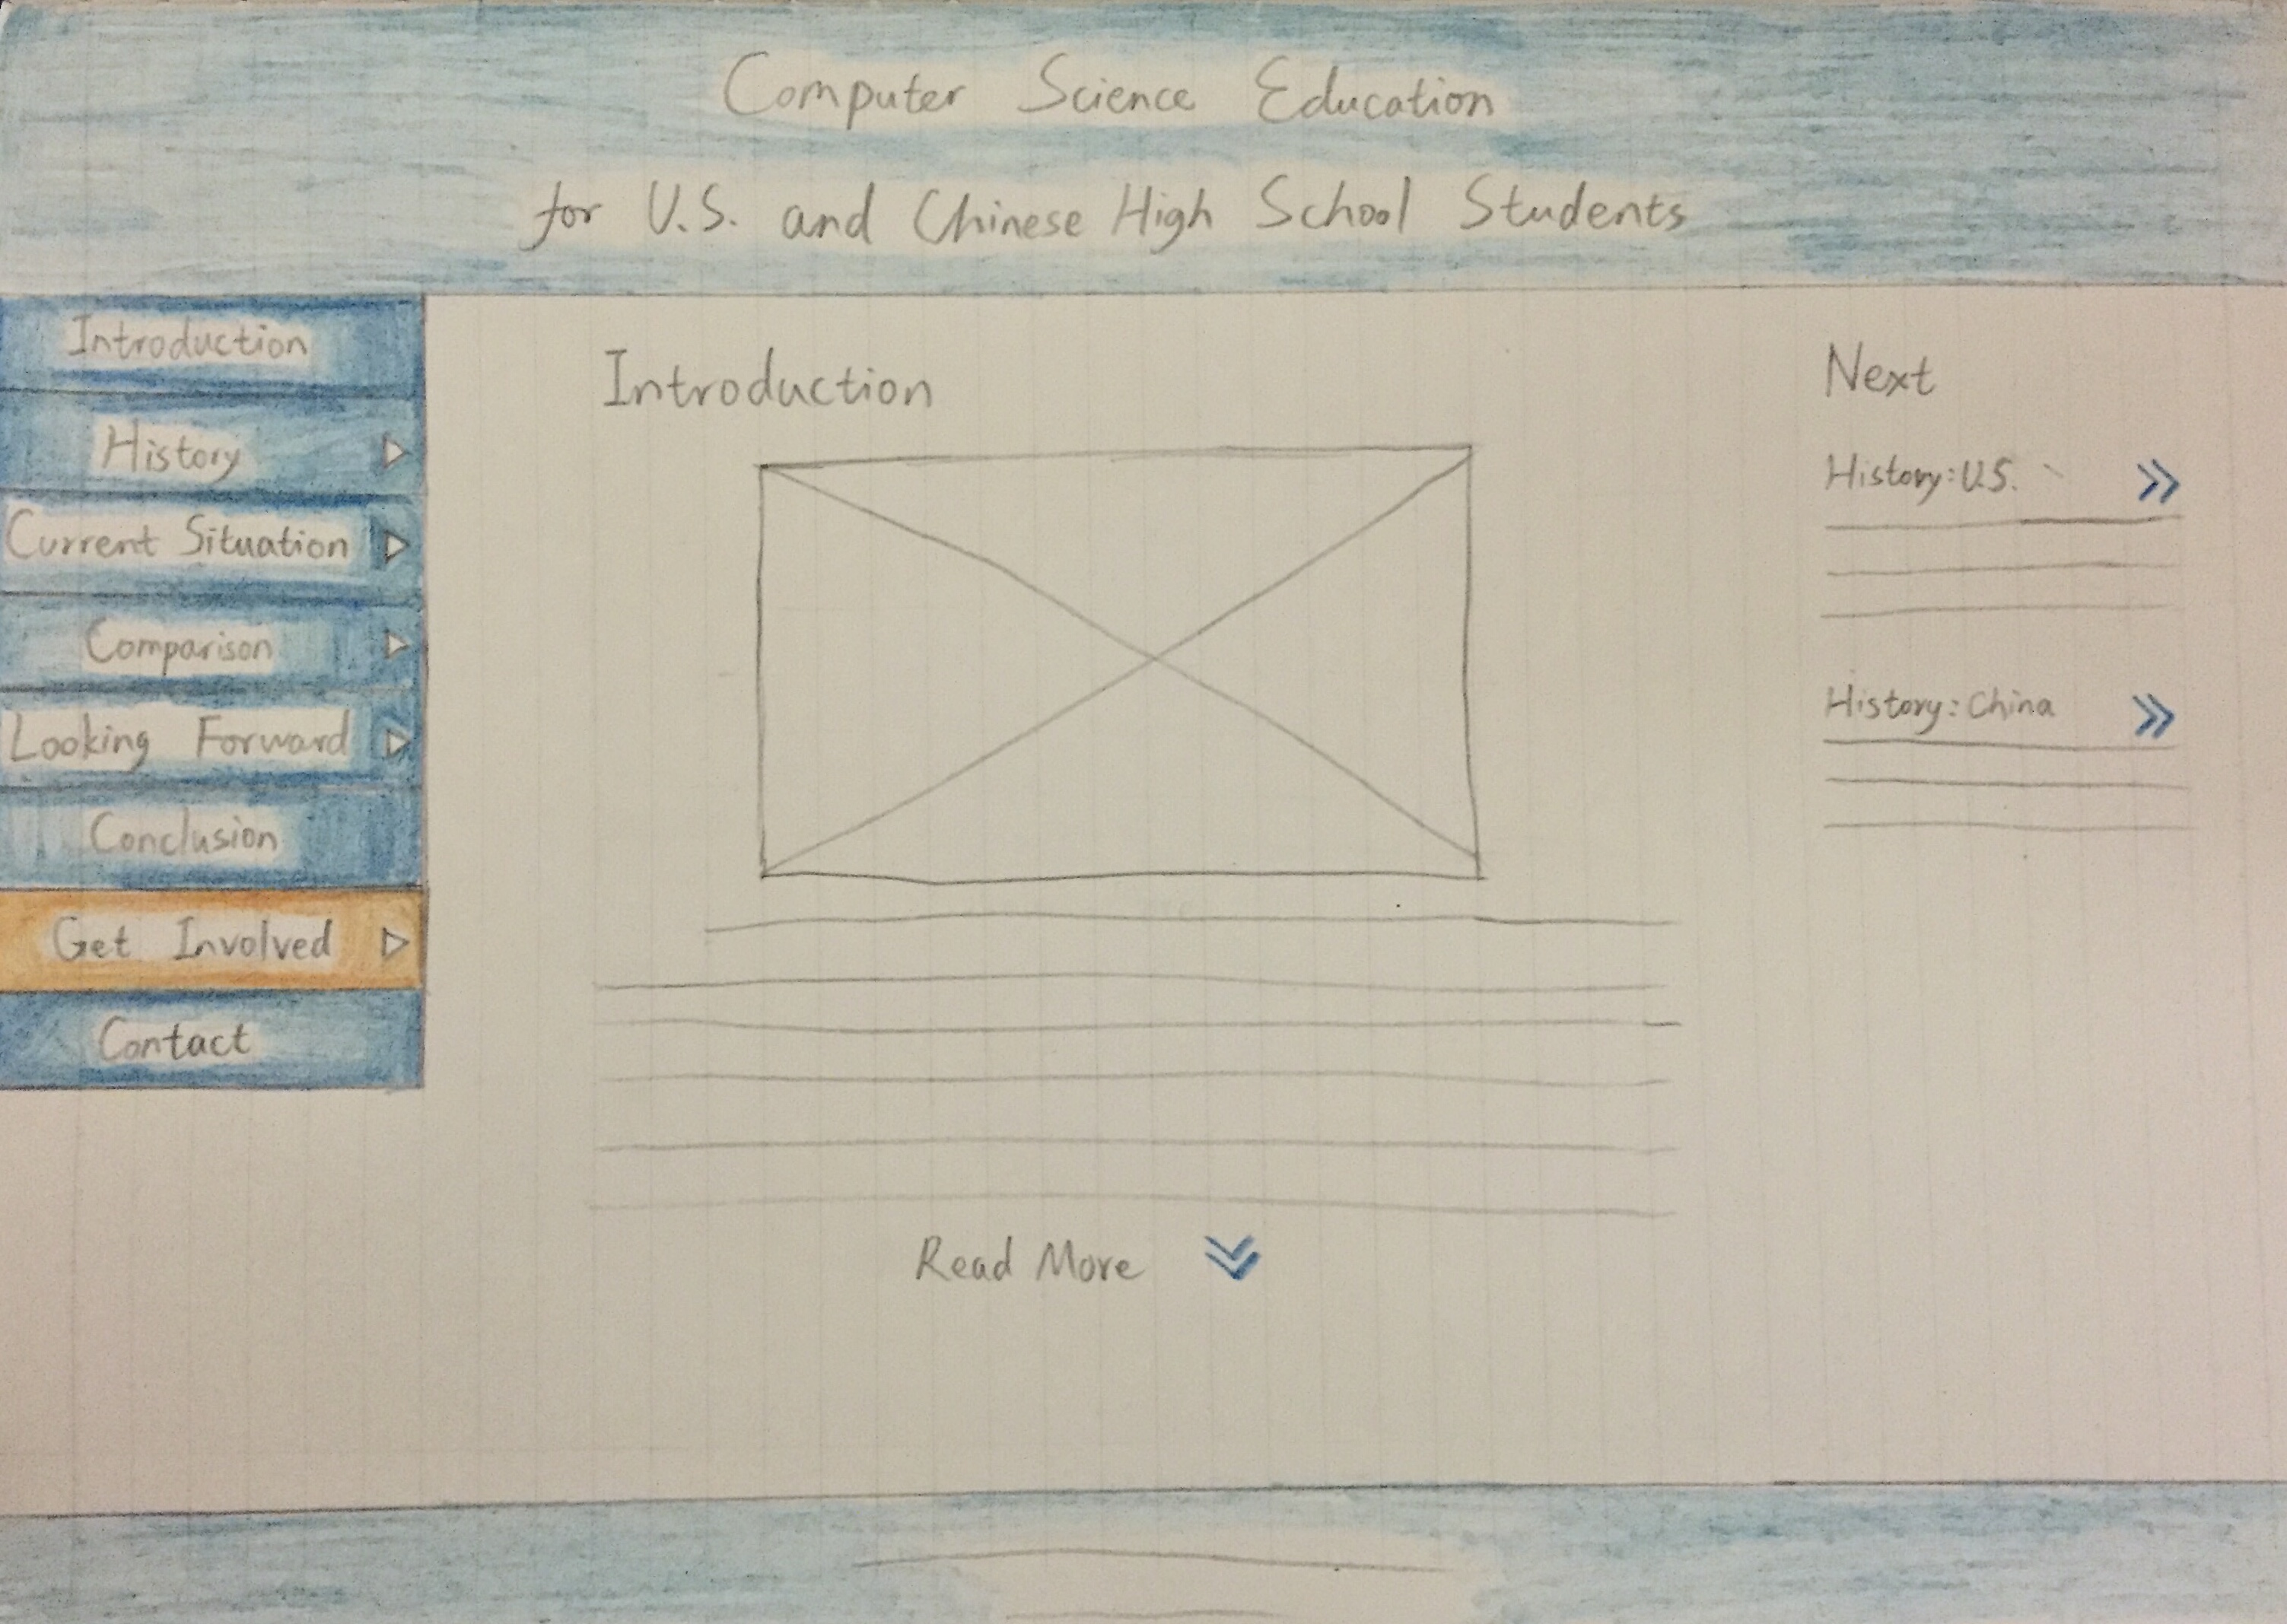 Computer Science Education
for U.S. and Chinese High School Students
Introduction
History
Current Situation
Comparison
Looking Forward
Conclusion
Get Involved
Contact
Introduction
Read More
Next
History: U.S.
History: China